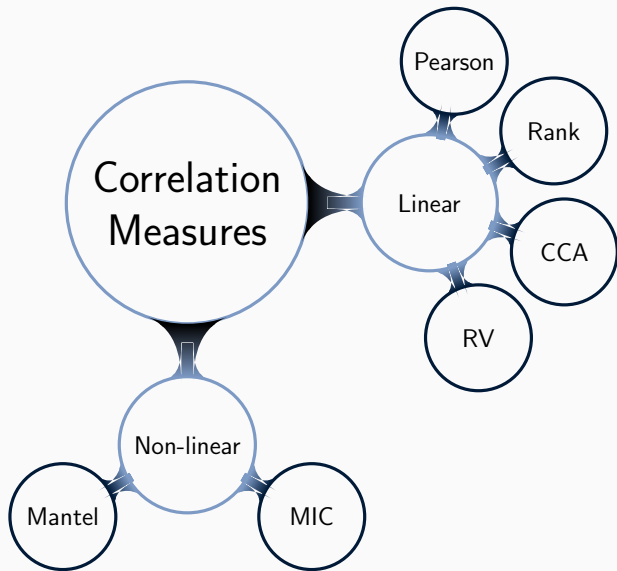 Correlation
Measures
Linear
Pearson
Rank
CCA
RV
Non-linear
Mantel
MIC